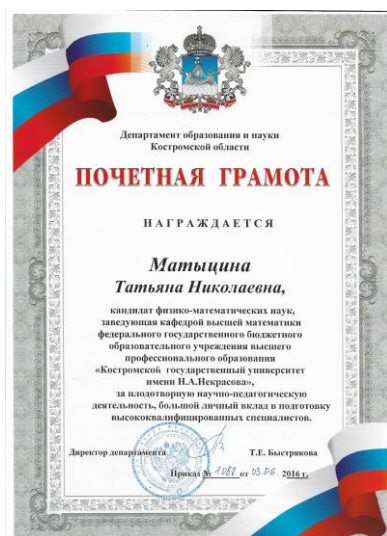 Департамент образования и науки
Костромской области
ПОЧЕТНАЯ ГРАМОТА
НАГРАЖДАЕТСЯ
Матыцина
Татьяна Николаевна,
кандидат физико-математических наук,
заведующая кафедрой высшей математики
федерального государственного бюджетного
образовательного учреждения высшего
профессионального образования
«Костромской государственный университет
имени Н.А.Некрасова»,
за плодотворную научно-педагогическую
деятельность, большой личный вклад в подготовку
высококвалифицированных специалистов.
Директор департамента Т.Е. Быстрякова
Приказ № 1088 от 03.06. 2016 г.